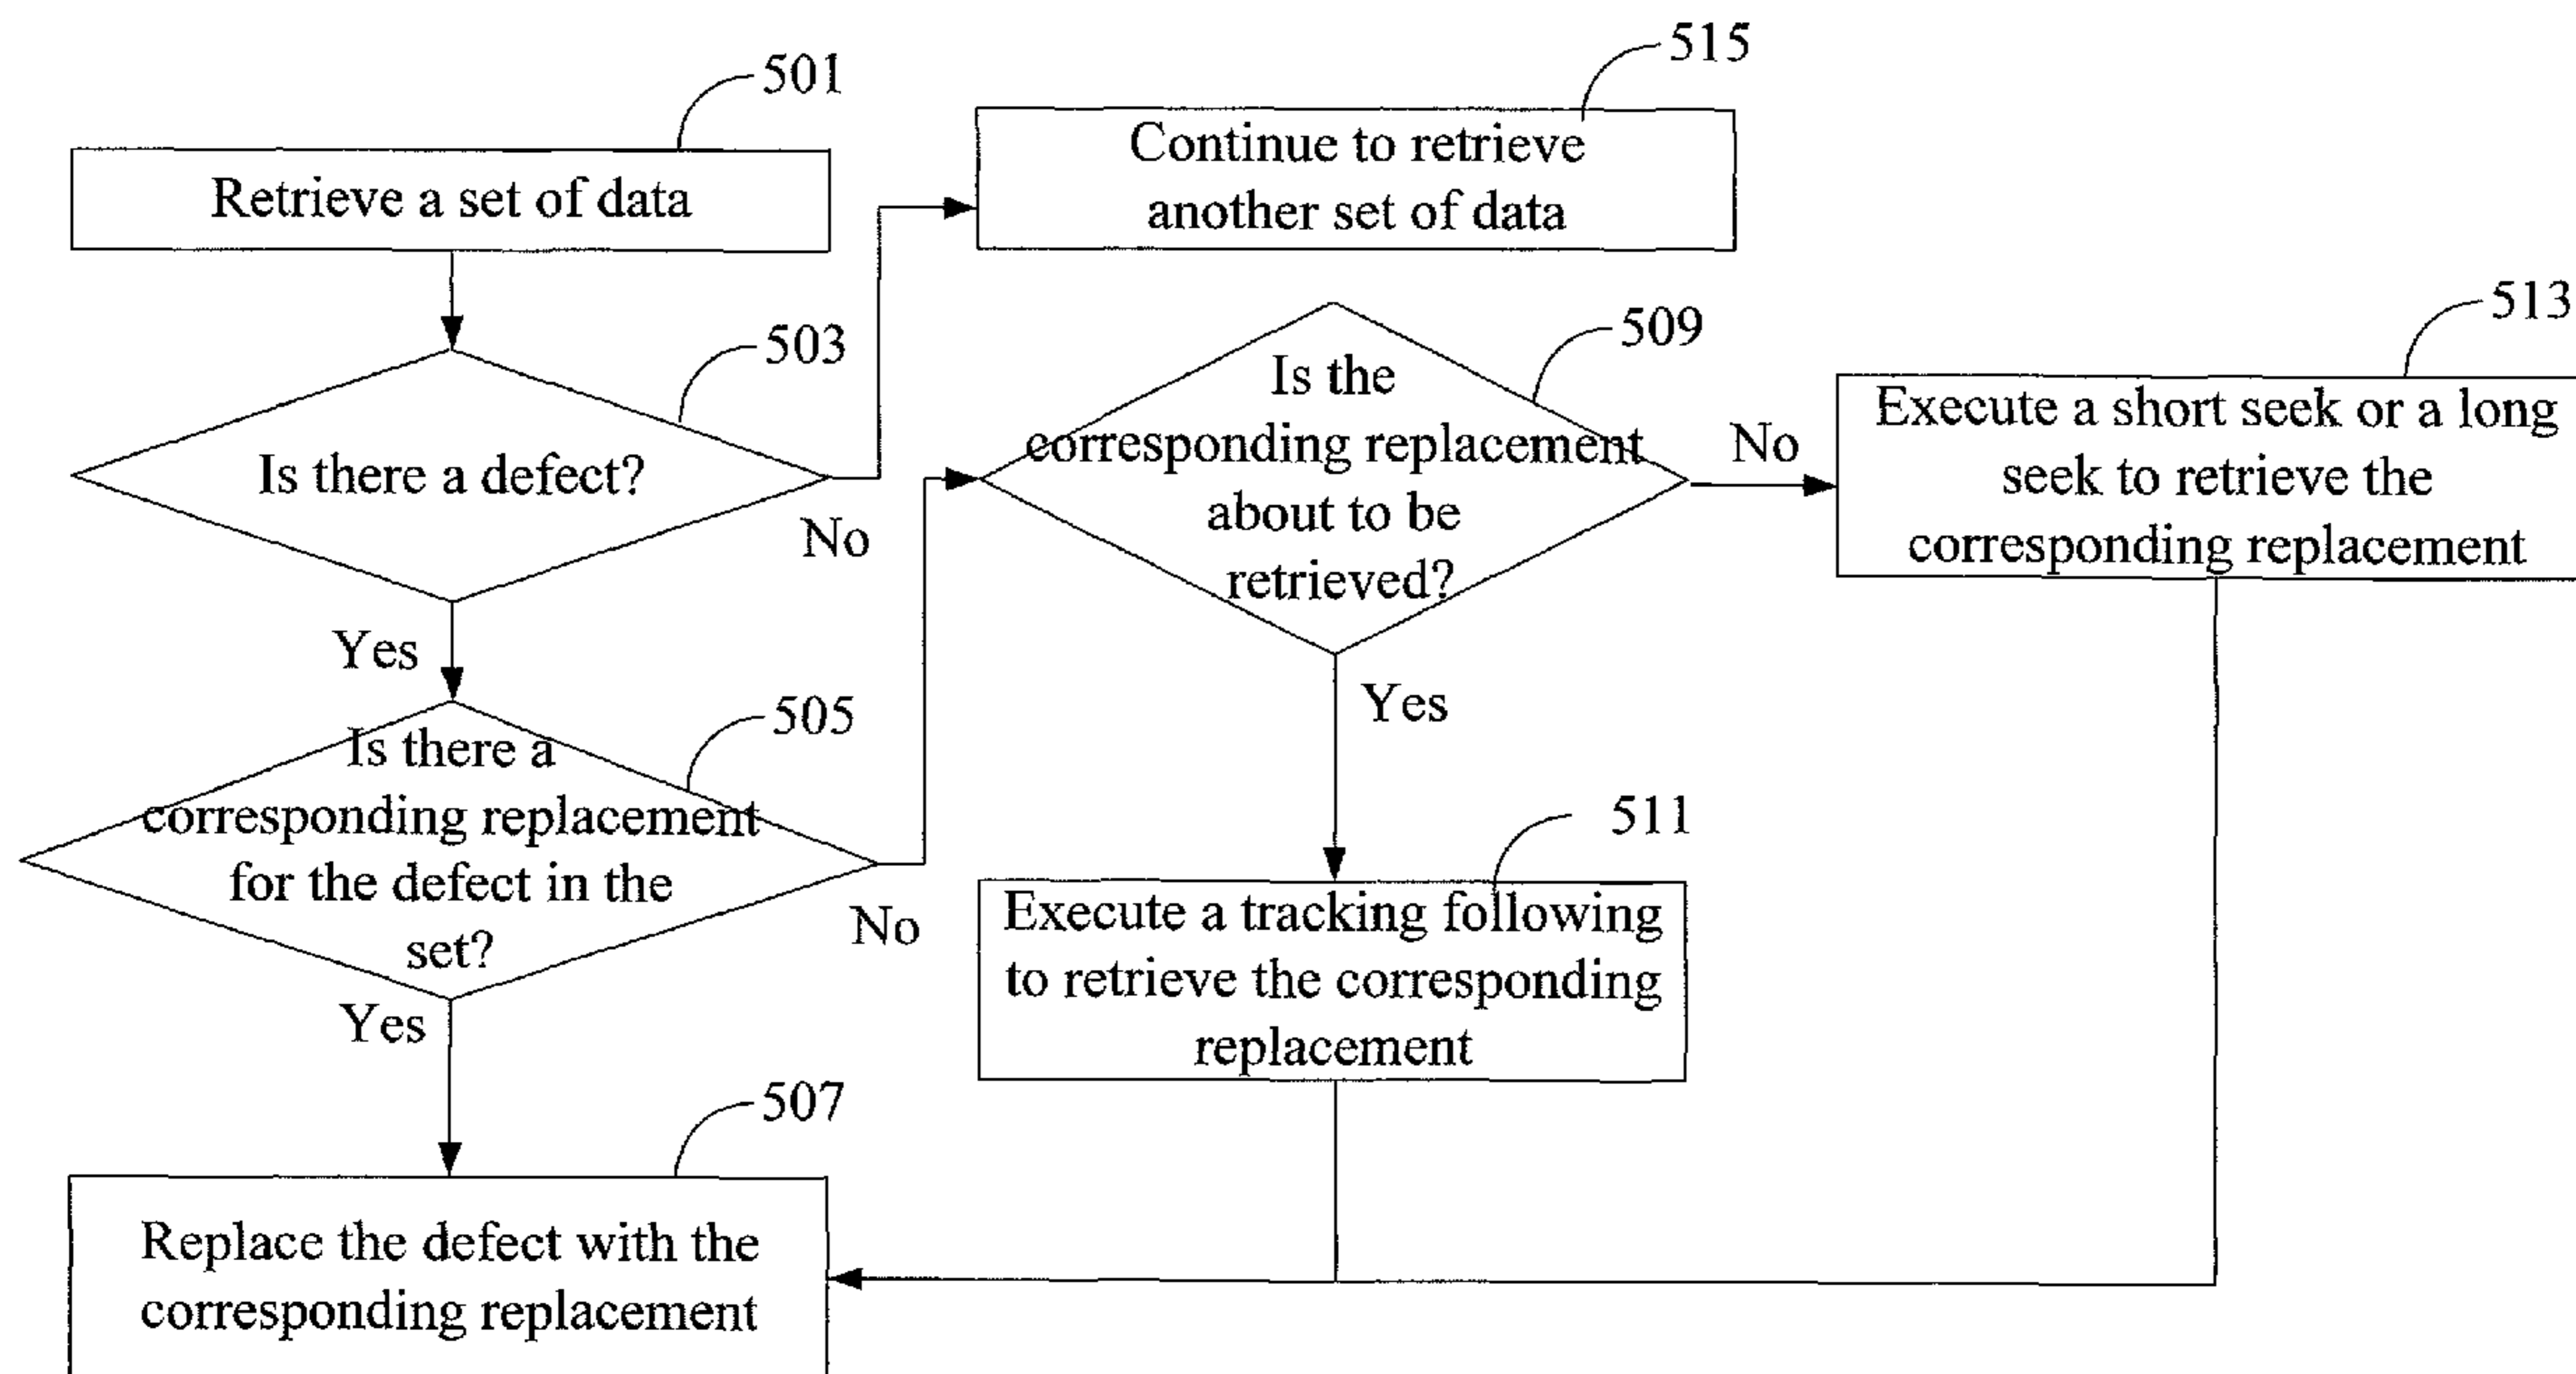 501
Retrieve a set of data
515
Continue to retrieve
another set of data
503
Is there a defect?
No
Yes
509
Is the
corresponding replacement
about to be
retrieved?
No
Yes
513
Execute a short seek or a long
seek to retrieve the
corresponding replacement
505
Is there a
corresponding replacement
for the defect in the
set?
No
Yes
511
Execute a tracking following
to retrieve the corresponding
replacement
507
Replace the defect with the
corresponding replacement